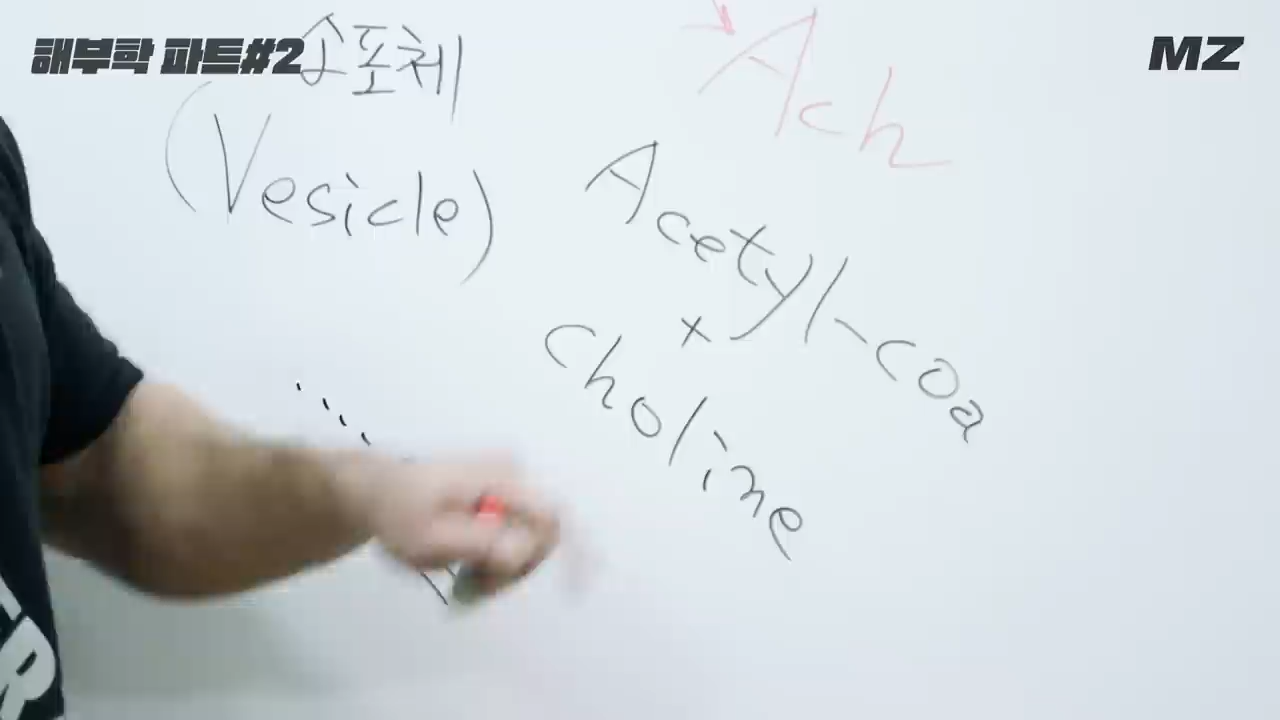 해부학 파트#2
MZ
소포체
(Vesicle)
Ach
Acetyl-coa
+
choline